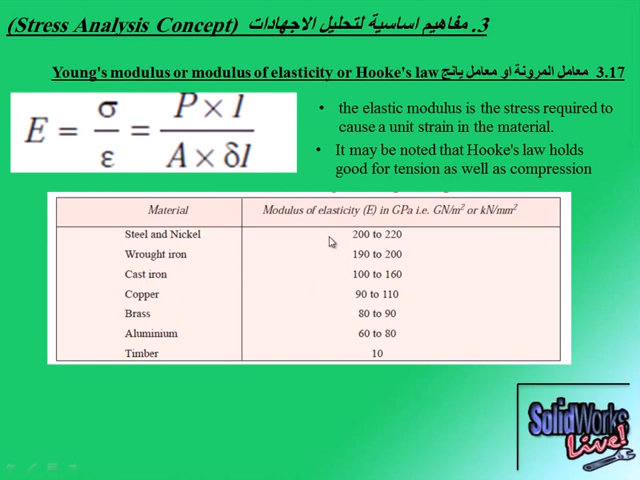 3. مفاهيم اساسية لتحليل الاجهادات (Stress Analysis Concept)
3.17 معامل المرونة او معامل يانج Young's modulus or modulus of elasticity or Hooke's law
E = σ / ε = P × l / A × δl
• the elastic modulus is the stress required to
cause a unit strain in the material.
• It may be noted that Hooke's law holds
good for tension as well as compression
Material Modulus of elasticity (E) in GPa i.e. GN/m² or kN/mm²
Steel and Nickel 200 to 220
Wrought iron 190 to 200
Cast iron 100 to 160
Copper 90 to 110
Brass 80 to 90
Aluminium 60 to 80
Timber 10
SolidWorks
Live!